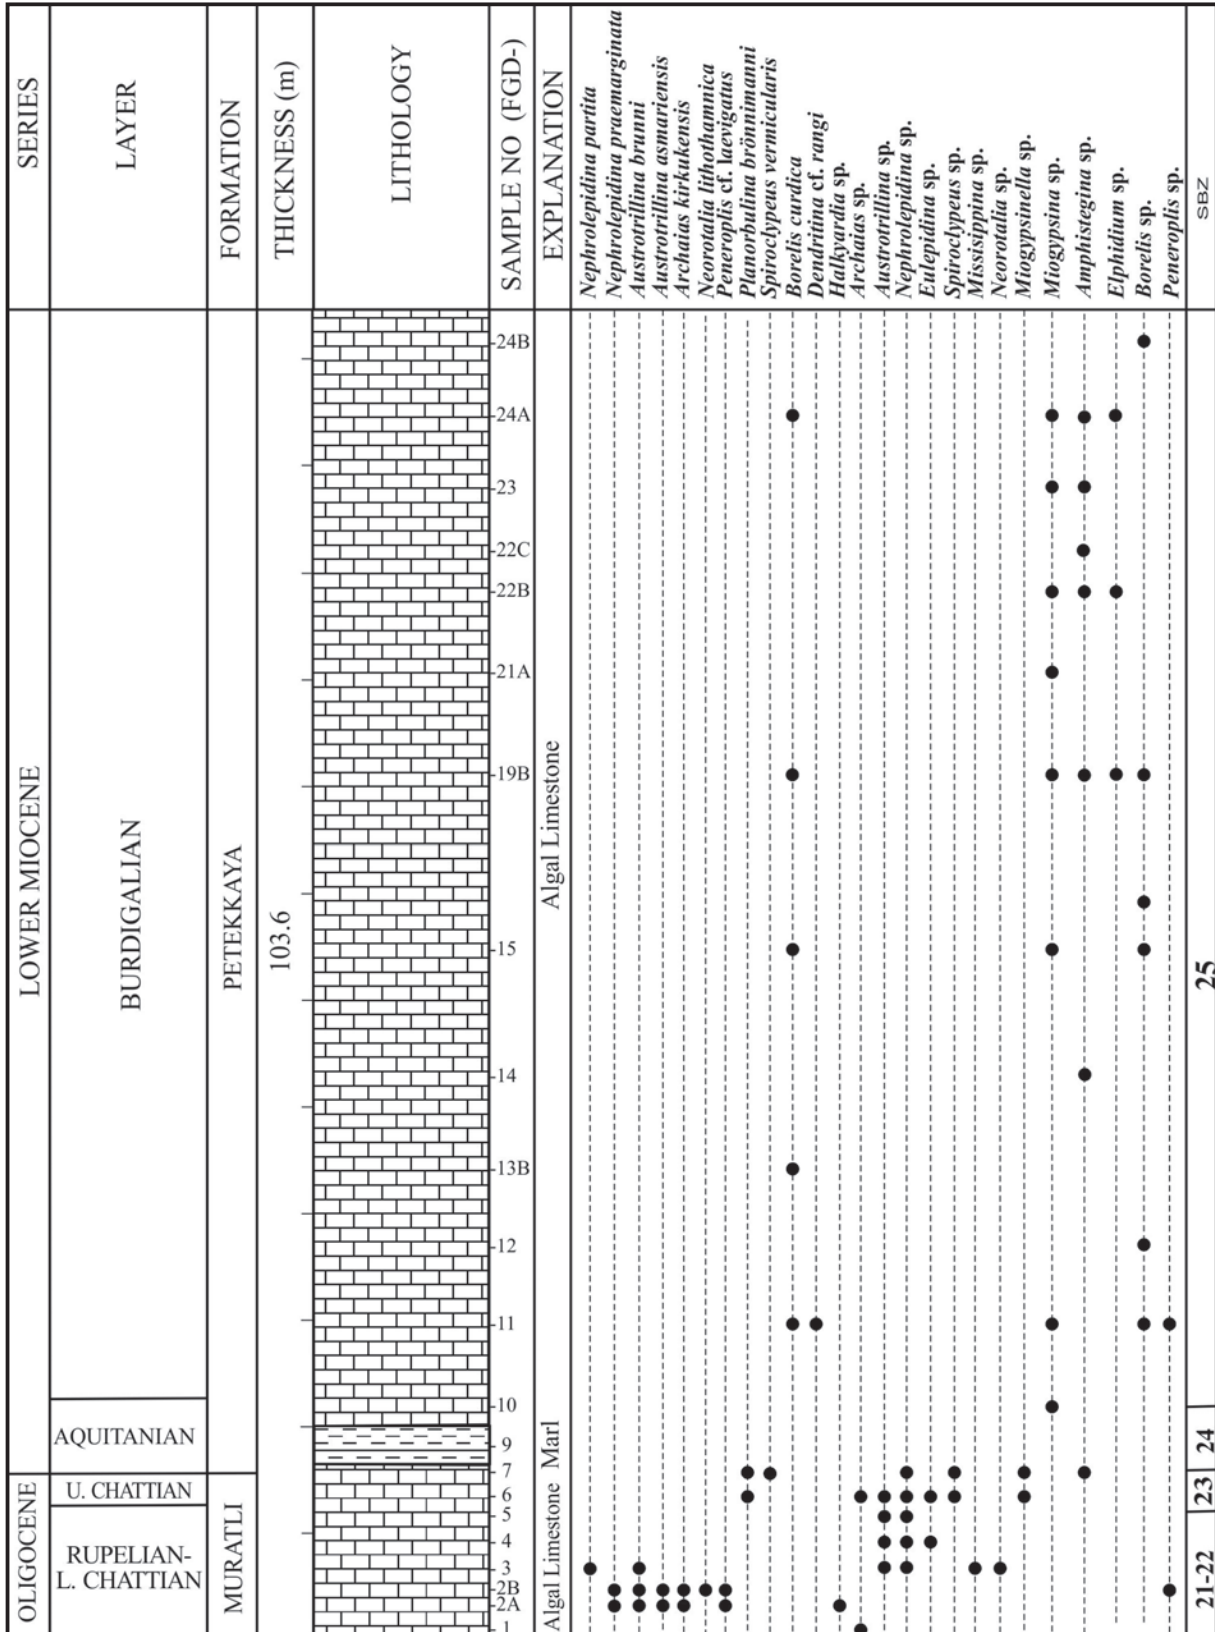 SERIES
LAYER
FORMATION
THICKNESS (m)
LITHOLOGY
SAMPLE NO (FGD-)
EXPLANATION
Nephrolepidina partita
Nephrolepidina praemarginata
Austrotrillina brunni
Austrotrillina asmariensis
Archaias kirkukensis
Neorotalia lithothamnica
Peneroplis cf. laevigatus
Planorbulina brönnimanni
Spiroclypeus vermicularis
Borelis curdica
Dendritina cf. rangi
Halkyardia sp.
Archaias sp.
Austrotrillina sp.
Nephrolepidina sp.
Eulepidina sp.
Spiroclypeus sp.
Missisippina sp.
Neorotalia sp.
Miogypsinella sp.
Miogypsina sp.
Amphistegina sp.
Elphidium sp.
Borelis sp.
Peneroplis sp.
SBZ
LOWER MIOCENE
OLIGOCENE
BURDIGALIAN
AQUITANIAN
U. CHATTIAN
RUPELIAN-
L. CHATTIAN
PETEKKAYA
MURATLI
103.6
24B
24A
23
22C
22B
21A
19B
15
14
13B
12
11
10
9
7
6
5
4
3
2B
2A
1
Algal Limestone
Marl
Algal Limestone
25
24
23
21-22